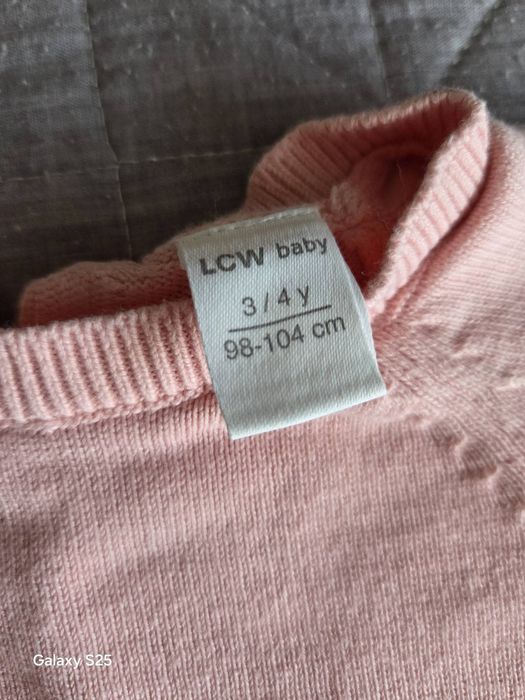 LCW baby
3/4 y
98-104 cm
Galaxy S25